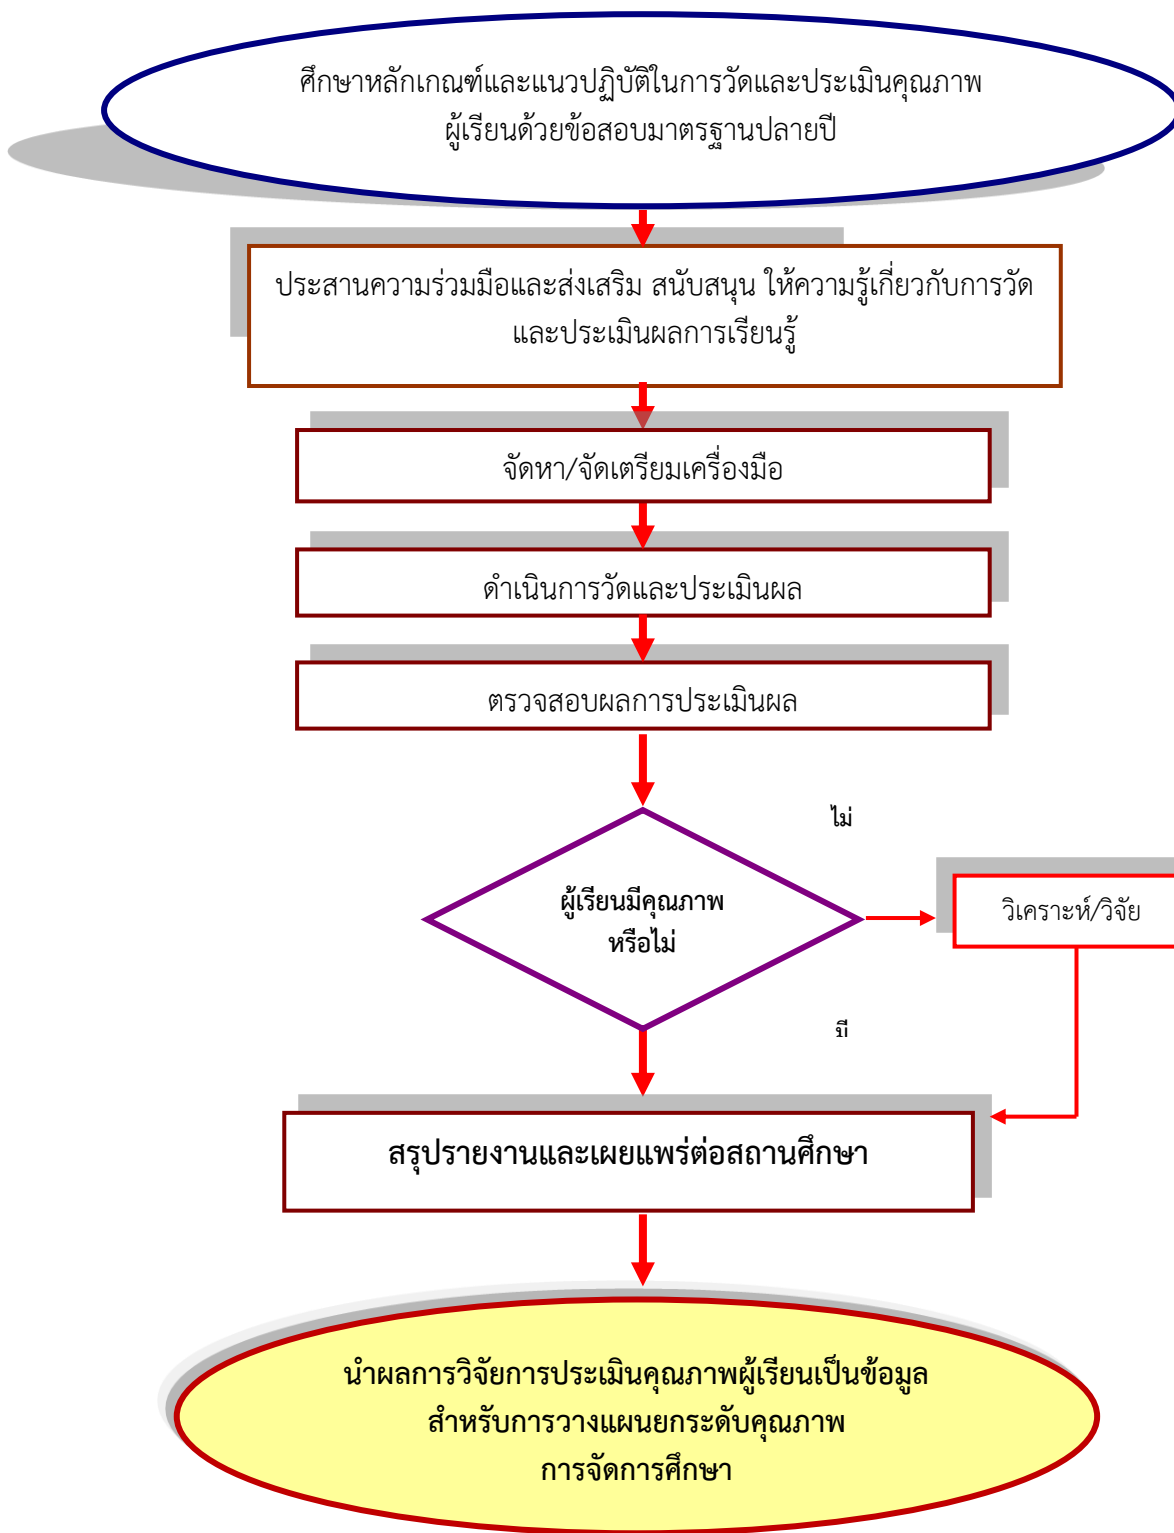 ศึกษาหลักเกณฑ์และแนวปฏิบัติในการวัดและประเมินคุณภาพ
ผู้เรียนด้วยข้อสอบมาตรฐานปลายปี
ประสานความร่วมมือและส่งเสริม สนับสนุน ให้ความรู้เกี่ยวกับการวัด
และประเมินผลการเรียนรู้
จัดหา/จัดเตรียมเครื่องมือ
ดำเนินการวัดและประเมินผล
ตรวจสอบผลการประเมินผล
ไม่
ผู้เรียนมีคุณภาพ
หรือไม่
วิเคราะห์/วิจัย
มี
สรุปรายงานและเผยแพร่ต่อสถานศึกษา
นำผลการวิจัยการประเมินคุณภาพผู้เรียนเป็นข้อมูล
สำหรับการวางแผนยกระดับคุณภาพ
การจัดการศึกษา